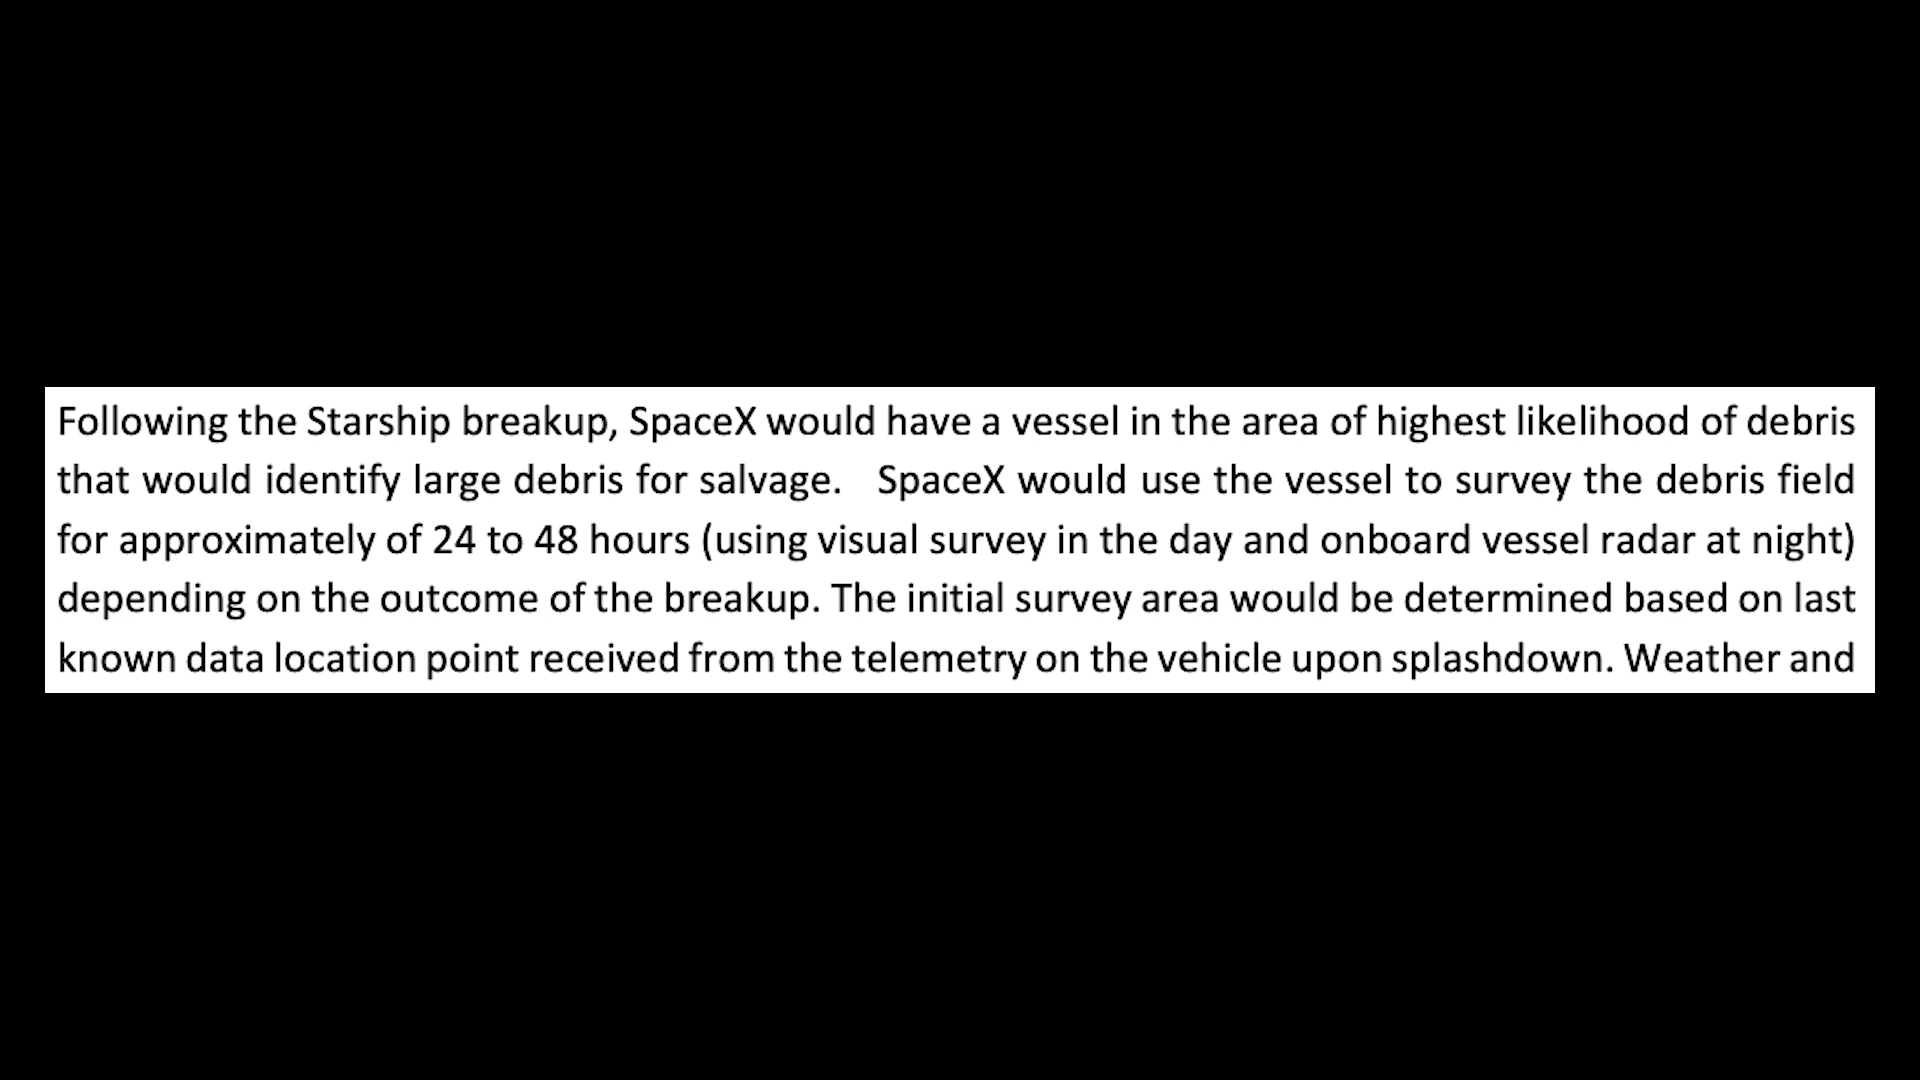 Following the Starship breakup, SpaceX would have a vessel in the area of highest likelihood of debris
that would identify large debris for salvage.   SpaceX would use the vessel to survey the debris field
for approximately of 24 to 48 hours (using visual survey in the day and onboard vessel radar at night)
depending on the outcome of the breakup. The initial survey area would be determined based on last
known data location point received from the telemetry on the vehicle upon splashdown. Weather and